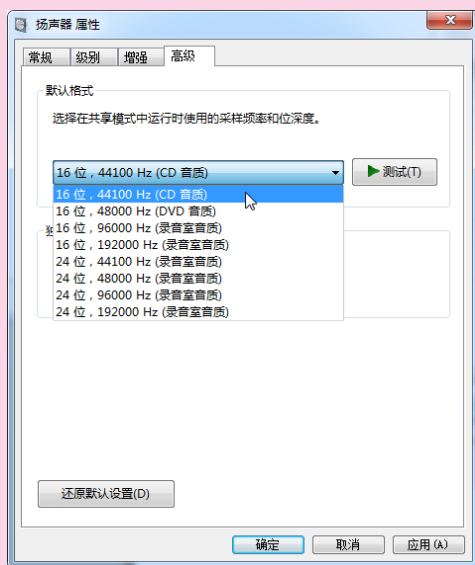 扬声器 属性
常规 级别 增强 高级
默认格式
选择在共享模式中运行时使用的采样频率和位深度。
16 位，44100 Hz (CD 音质)
测试(T)
16 位，44100 Hz (CD 音质)
16 位，48000 Hz (DVD 音质)
16 位，96000 Hz (录音室音质)
16 位，192000 Hz (录音室音质)
24 位，44100 Hz (录音室音质)
24 位，48000 Hz (录音室音质)
24 位，96000 Hz (录音室音质)
24 位，192000 Hz (录音室音质)
还原默认设置(D)
确定 取消 应用(A)